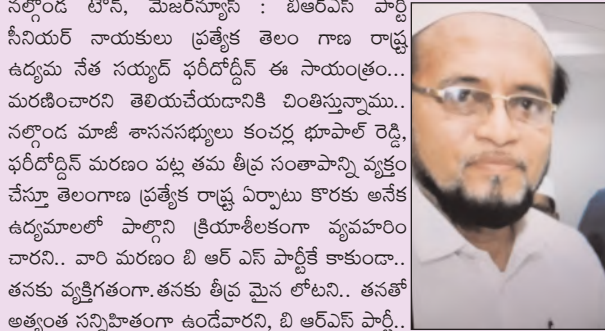 నల్గొండ టౌన్, మేజర్‌న్యూస్ : బిఆర్ఎస్ పార్టీ
సీనియర్ నాయకులు ప్రత్యేక తెలం గాణ రాష్ట్ర
ఉద్యమ నేత సయ్యద్ ఫరీదోద్దీన్ ఈ సాయంత్రం...
మరణించారని తెలియచేయడానికి చింతిస్తున్నాము..
నల్గొండ మాజీ శాసనసభ్యులు కంచర్ల భూపాల్ రెడ్డి,
ఫరీదోద్దిన్ మరణం పట్ల తమ తీవ్ర సంతాపాన్ని వ్యక్తం
చేస్తూ తెలంగాణ ప్రత్యేక రాష్ట్ర ఏర్పాటు కొరకు అనేక
ఉద్యమాలలో పాల్గొని క్రియాశీలకంగా వ్యవహరిం
చారని.. వారి మరణం బి ఆర్ ఎస్ పార్టీకే కాకుండా..
తనకు వ్యక్తిగతంగా.తనకు తీవ్ర మైన లోటని.. తనతో
అత్యంత సన్నిహితంగా ఉండేవారని, బి ఆర్ఎస్ పార్టీ..